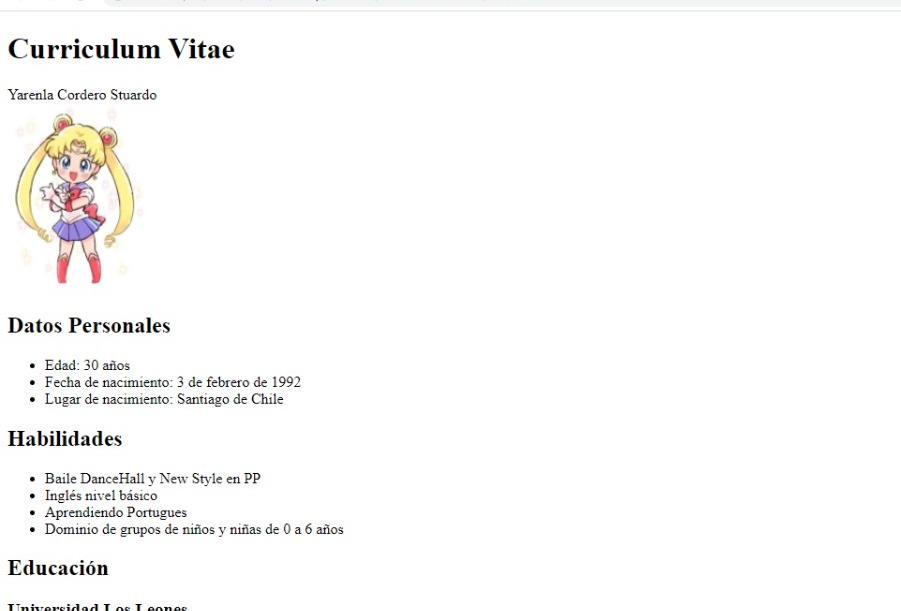 Curriculum Vitae
Yarenla Cordero Stuardo
Datos Personales
Edad: 30 años
Fecha de nacimiento: 3 de febrero de 1992
Lugar de nacimiento: Santiago de Chile
Habilidades
Baile DanceHall y New Style en PP
Inglés nivel básico
Aprendiendo Portugues
Dominio de grupos de niños y niñas de 0 a 6 años
Educación
Universidad Los Leones